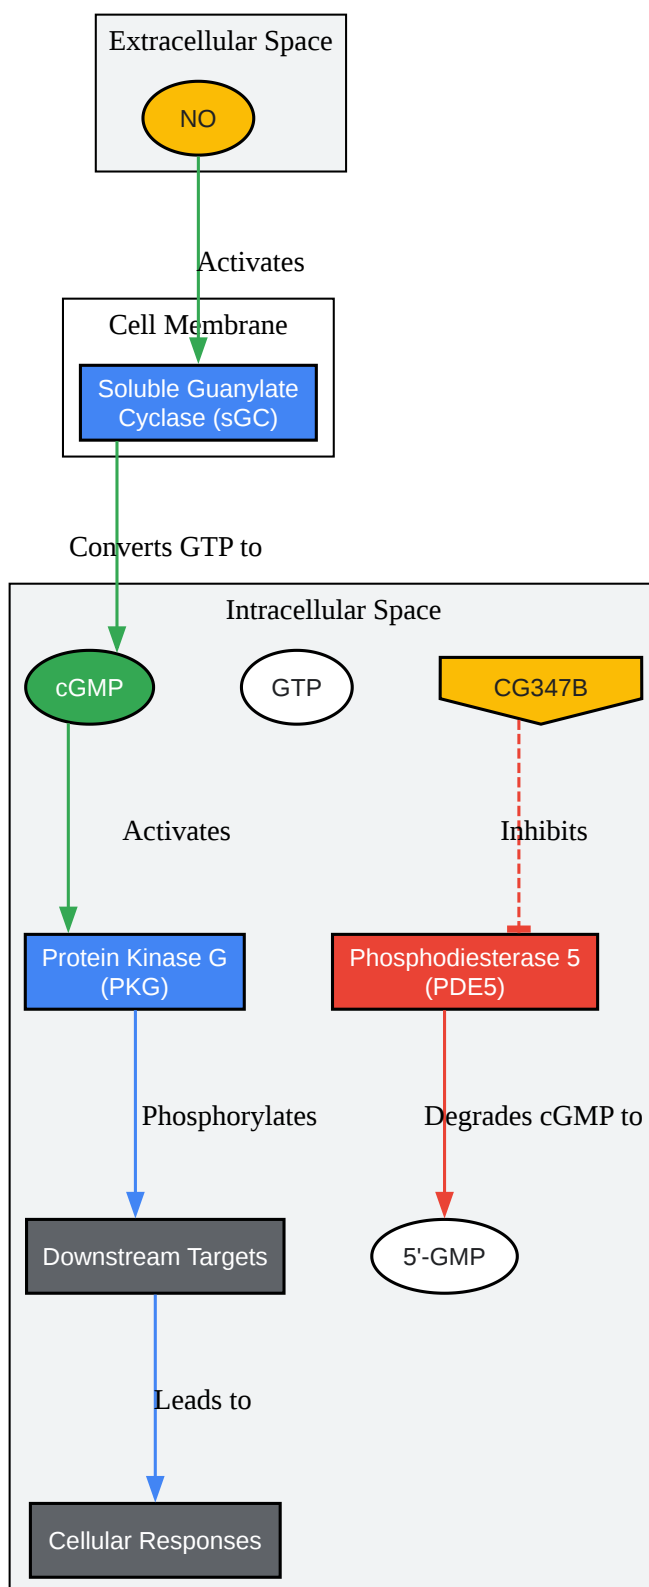 Extracellular Space
NO
Activates
Cell Membrane
Soluble Guanylate
Cyclase (sGC)
Converts GTP to
Intracellular Space
cGMP
GTP
CG347B
Activates
Inhibits
Protein Kinase G
(PKG)
Phosphodiesterase 5
(PDE5)
Phosphorylates
Degrades cGMP to
Downstream Targets
5'-GMP
Leads to
Cellular Responses